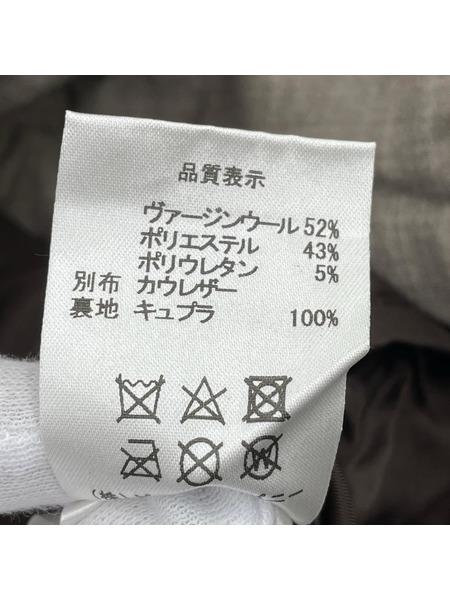 品質表示
ヴァージンウール 52%
ポリエステル 43%
ポリウレタン 5%
別布 カウレザー
裏地 キュプラ 100%